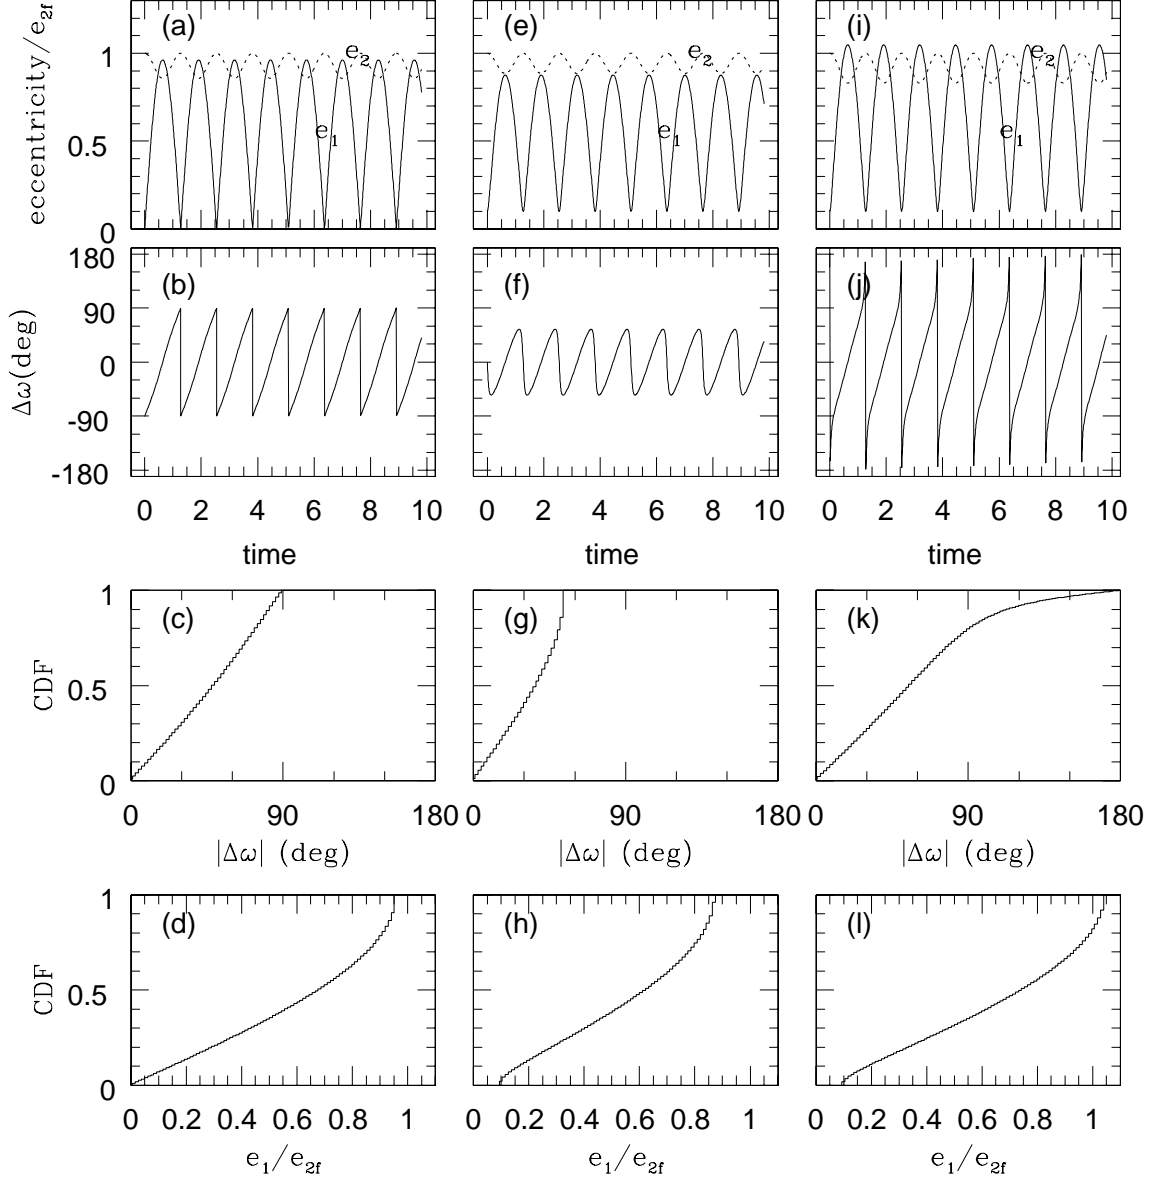 (a) (e) (i)
eccentricity/e2f
1 0.5 0
e2 e1 e2 e1 e2 e1
(b) (f) (j)
Δω(deg)
180 90 0 -90 -180
0 2 4 6 8 10 0 2 4 6 8 10 0 2 4 6 8 10
time time time
(c) (g) (k)
CDF
1 0.5 0
0 90 180 0 90 180 0 90 180
|Δω| (deg) |Δω| (deg) |Δω| (deg)
(d) (h) (l)
CDF
1 0.5 0
0 0.2 0.4 0.6 0.8 1 0 0.2 0.4 0.6 0.8 1 0 0.2 0.4 0.6 0.8 1
e1/e2f e1/e2f e1/e2f